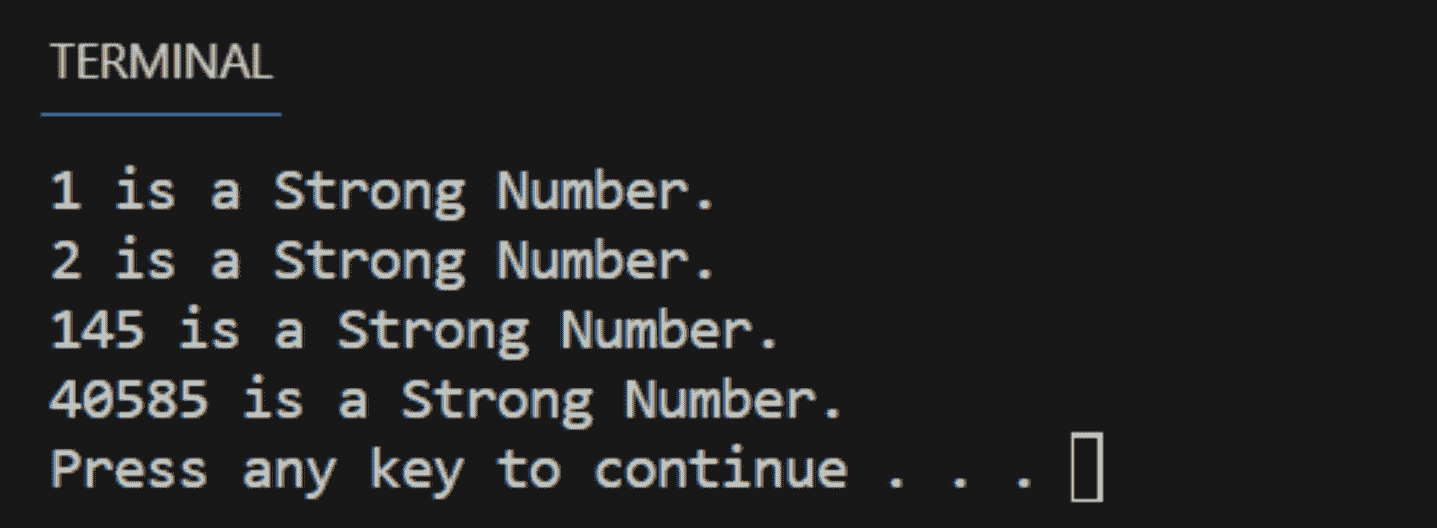 TERMINAL
1 is a Strong Number.
2 is a Strong Number.
145 is a Strong Number.
40585 is a Strong Number.
Press any key to continue . . .